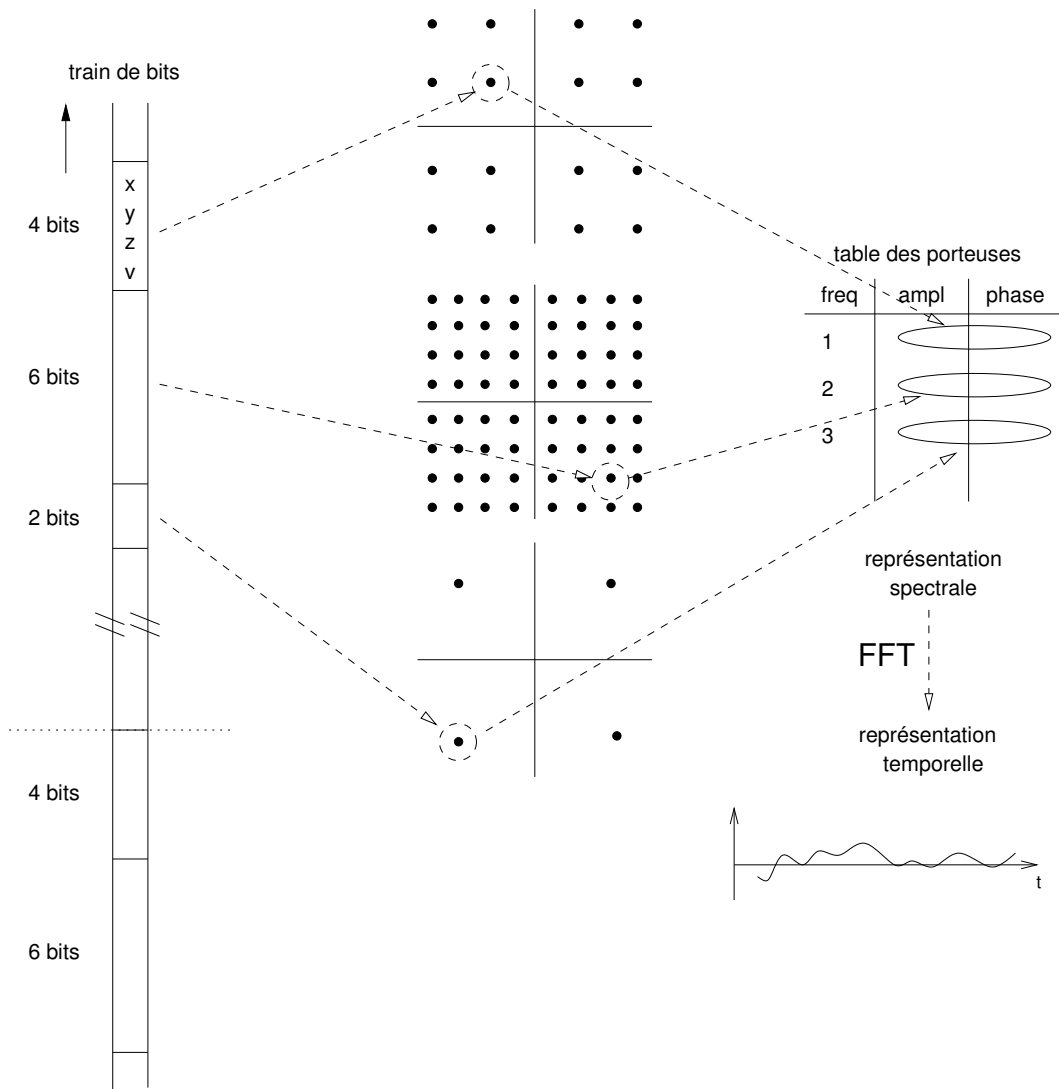 train de bits
x
y
z
v
4 bits
6 bits
2 bits
4 bits
6 bits
table des porteuses
freq ampl phase
1
2
3
représentation
spectrale
FFT
représentation
temporelle
t